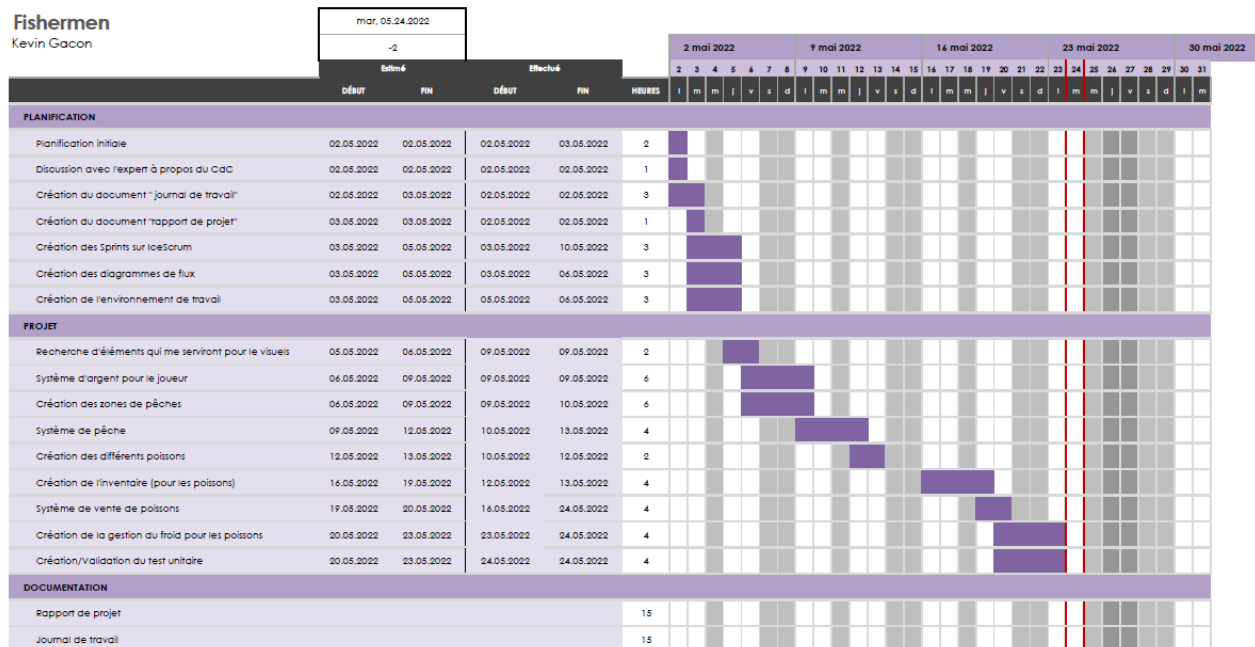 Fishermen
Kevin Gacon
mar, 05.24.2022
-2
2 mai 2022 9 mai 2022 16 mai 2022 23 mai 2022 30 mai 2022
Estimé Effectué 2 3 4 5 6 7 8 9 10 11 12 13 14 15 16 17 18 19 20 21 22 23 24 25 26 27 28 29 30 31
DÉBUT FIN DÉBUT FIN HEURES l m m j v s d l m m j v s d l m m j v s d l m m j v s d l m
PLANIFICATION
Planification initiale 02.05.2022 02.05.2022 02.05.2022 03.05.2022 2
Discussion avec l'expert à propos du CdC 02.05.2022 02.05.2022 02.05.2022 02.05.2022 1
Création du document " journal de travail" 02.05.2022 03.05.2022 02.05.2022 02.05.2022 3
Création du document "rapport de projet" 03.05.2022 03.05.2022 02.05.2022 02.05.2022 1
Création des Sprints sur IceScrum 03.05.2022 05.05.2022 03.05.2022 10.05.2022 3
Création des diagrammes de flux 03.05.2022 05.05.2022 03.05.2022 06.05.2022 3
Création de l'environnement de travail 03.05.2022 05.05.2022 05.05.2022 06.05.2022 3
PROJET
Recherche d'éléments qui me serviront pour le visuels 05.05.2022 06.05.2022 09.05.2022 09.05.2022 2
Système d'argent pour le joueur 06.05.2022 09.05.2022 09.05.2022 09.05.2022 6
Création des zones de pêches 06.05.2022 09.05.2022 09.05.2022 10.05.2022 6
Système de pêche 09.05.2022 12.05.2022 10.05.2022 13.05.2022 4
Création des différents poissons 12.05.2022 13.05.2022 10.05.2022 12.05.2022 2
Création de l'inventaire (pour les poissons) 16.05.2022 19.05.2022 12.05.2022 13.05.2022 4
Système de vente de poissons 19.05.2022 20.05.2022 16.05.2022 24.05.2022 4
Création de la gestion du froid pour les poissons 20.05.2022 23.05.2022 23.05.2022 24.05.2022 4
Création/Validation du test unitaire 20.05.2022 23.05.2022 24.05.2022 24.05.2022 4
DOCUMENTATION
Rapport de projet 15
Journal de travail 15